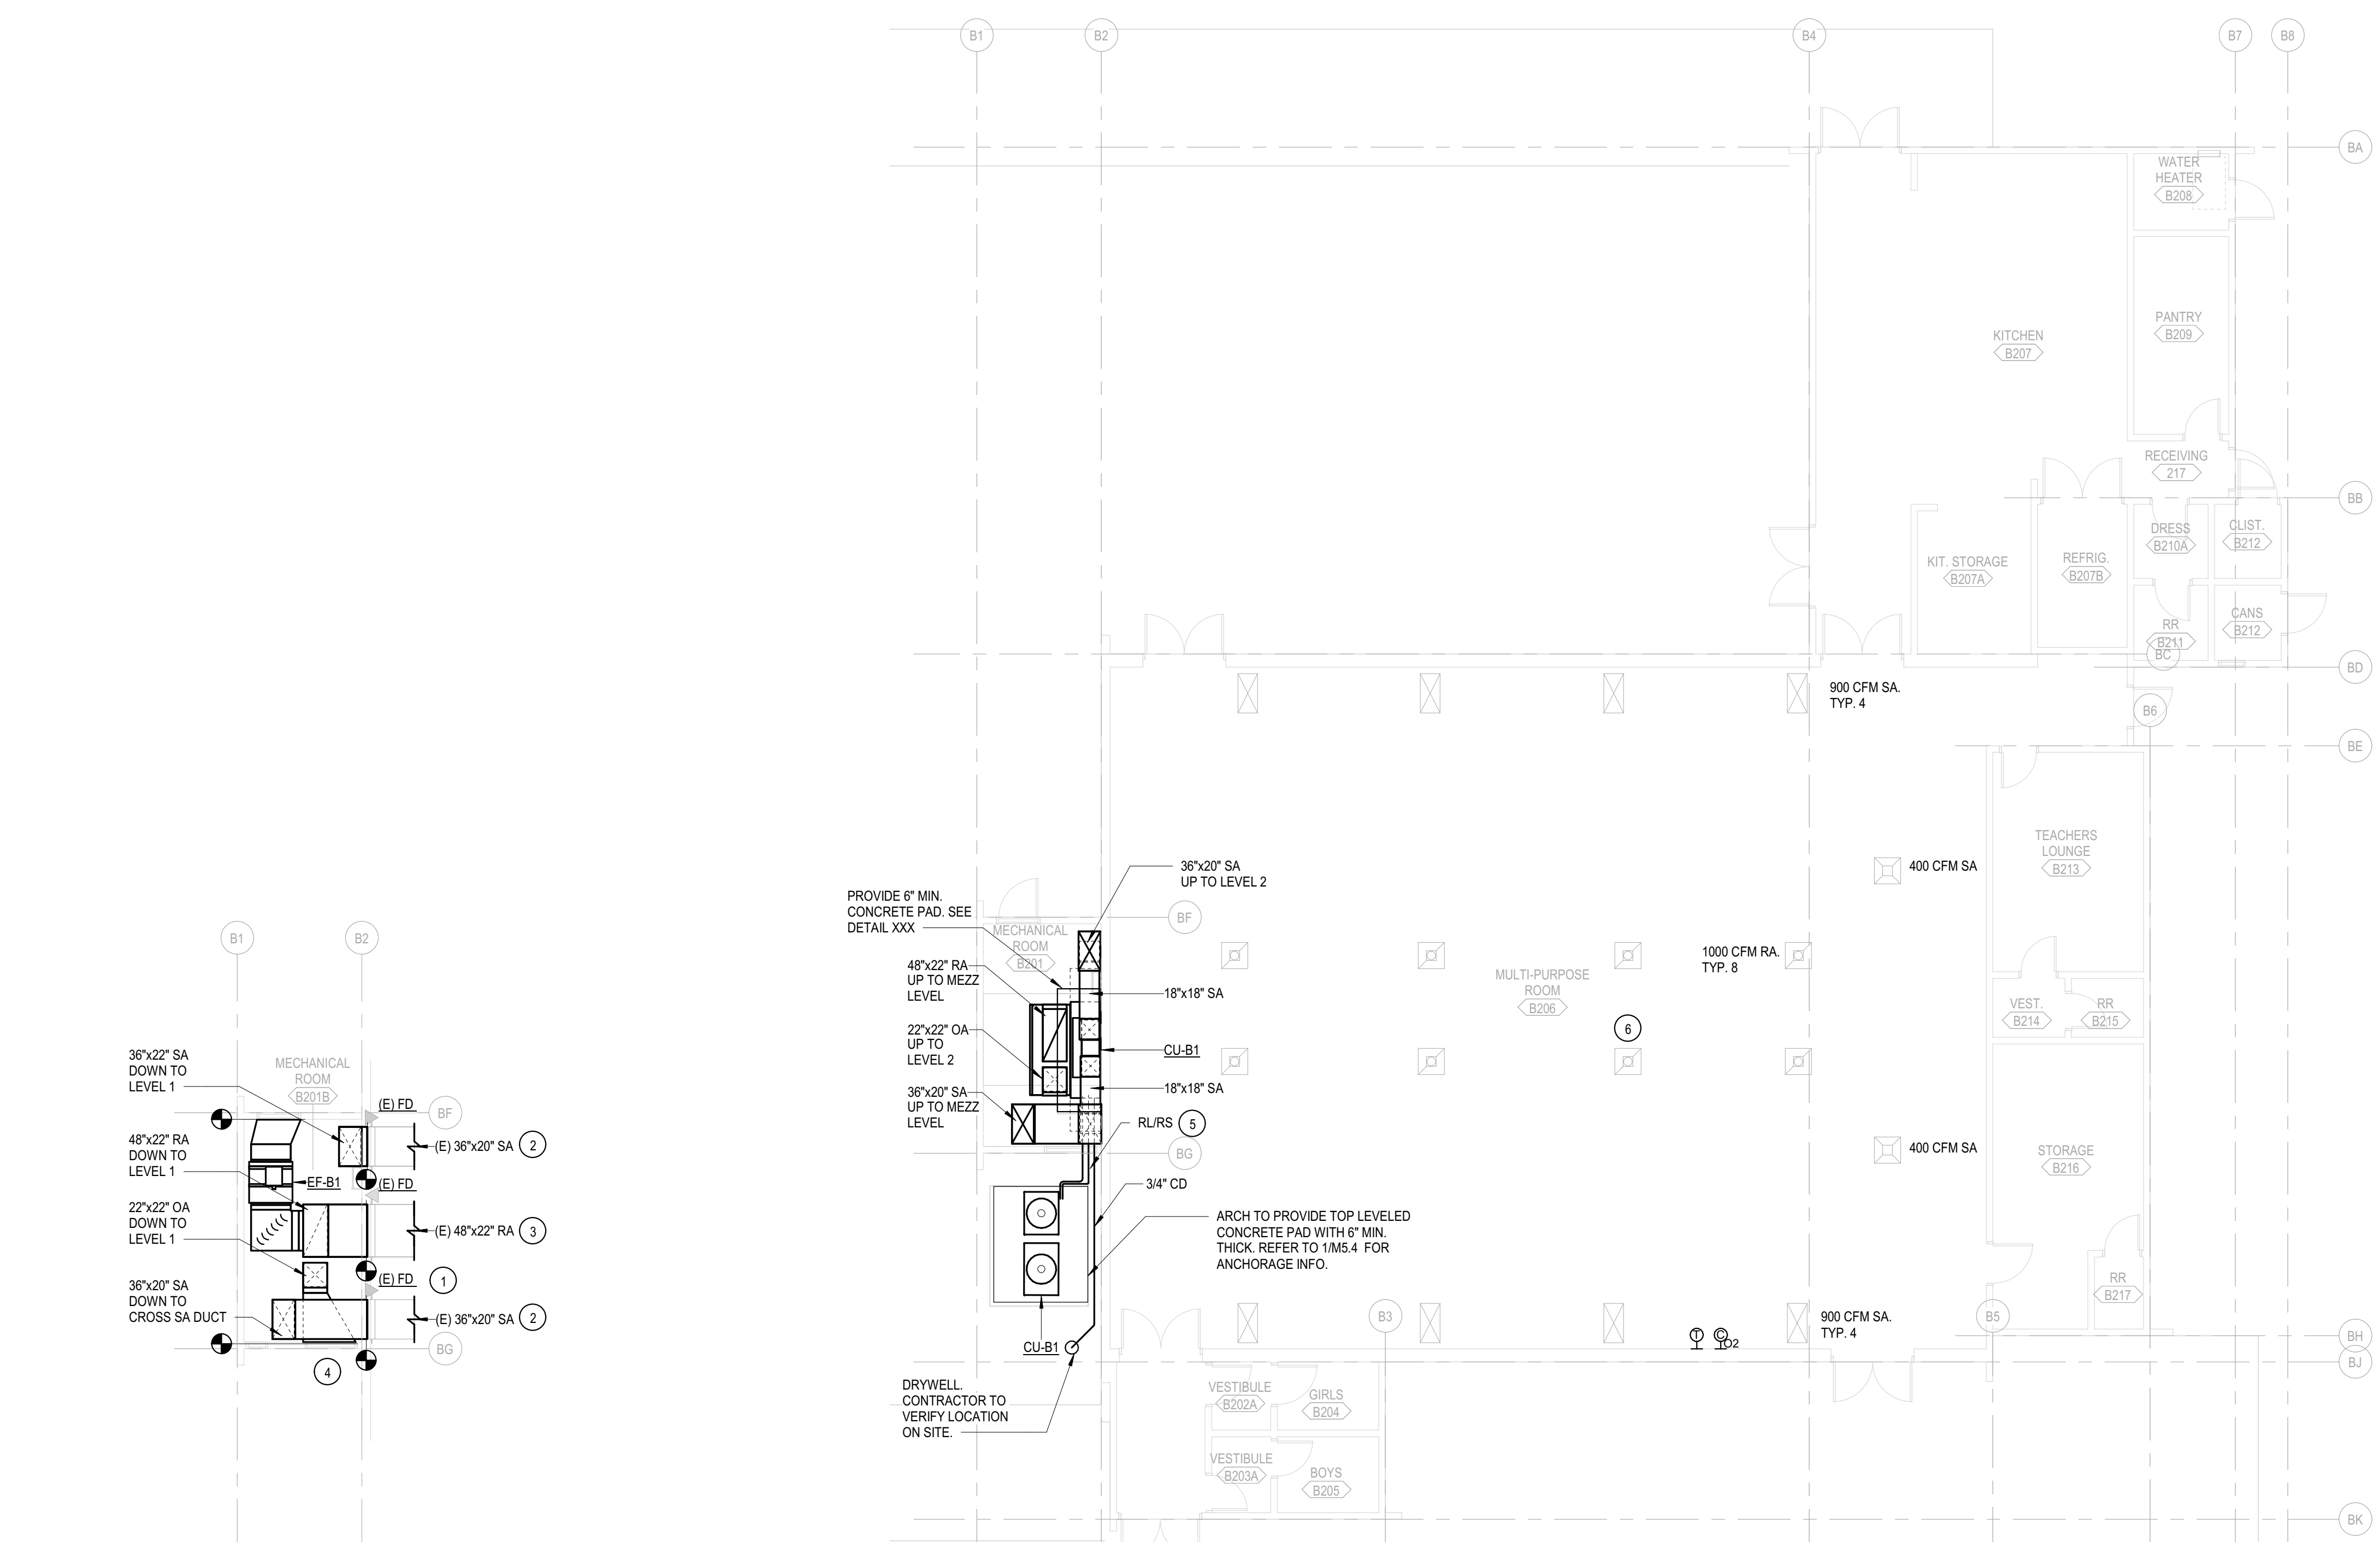 B1
B2
B4
B7
B8
BA
WATER
HEATER
B208
PANTRY
B209
KITCHEN
B207
RECEIVING
217
BB
DRESS
B210A
CLIST.
B212
KIT. STORAGE
B207A
REFRIG.
B207B
RR
B211
CANS
B212
BC
BD
900 CFM SA.
TYP. 4
B6
BE
TEACHERS
LOUNGE
B213
400 CFM SA
36"x20" SA
UP TO LEVEL 2
PROVIDE 6" MIN.
CONCRETE PAD. SEE
DETAIL XXX
BF
MECHANICAL
ROOM
B201
48"x22" RA
UP TO MEZZ
LEVEL
18"x18" SA
22"x22" OA
UP TO
LEVEL 2
CU-B1
36"x20" SA
UP TO MEZZ
LEVEL
18"x18" SA
RL/RS
5
BG
3/4" CD
ARCH TO PROVIDE TOP LEVELED
CONCRETE PAD WITH 6" MIN.
THICK. REFER TO 1/M5.4 FOR
ANCHORAGE INFO.
CU-B1
DRYWELL.
CONTRACTOR TO
VERIFY LOCATION
ON SITE.
MULTI-PURPOSE
ROOM
B206
1000 CFM RA.
TYP. 8
6
VEST.
B214
RR
B215
400 CFM SA
STORAGE
B216
RR
B217
B3
900 CFM SA.
TYP. 4
B5
T
C
O2
BH
BJ
VESTIBULE
B202A
GIRLS
B204
VESTIBULE
B203A
BOYS
B205
BK
B1
B2
36"x22" SA
DOWN TO
LEVEL 1
MECHANICAL
ROOM
B201B
(E) FD
BF
48"x22" RA
DOWN TO
LEVEL 1
(E) 36"x20" SA
2
EF-B1
(E) FD
22"x22" OA
DOWN TO
LEVEL 1
(E) 48"x22" RA
3
(E) FD
1
36"x20" SA
DOWN TO
CROSS SA DUCT
(E) 36"x20" SA
2
BG
4